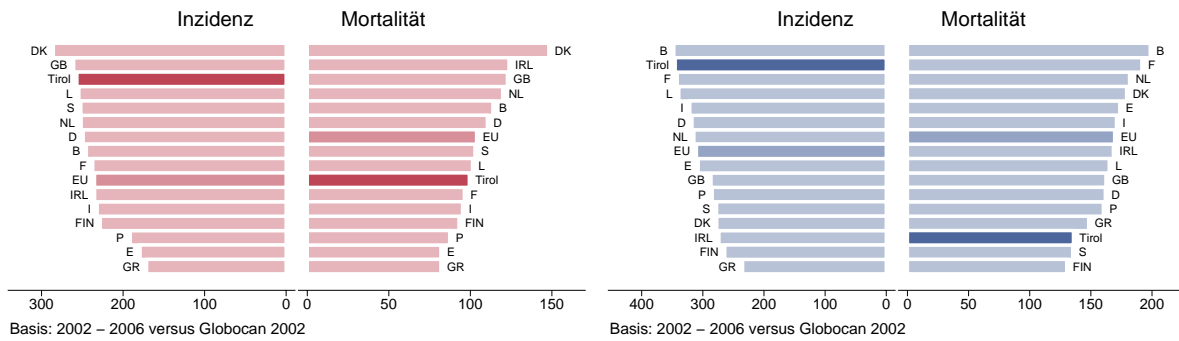 Inzidenz Mortalität
DK DK
GB IRL
Tirol GB
L NL
S B
NL D
D EU
B S
F L
EU Tirol
IRL F
I I
FIN FIN
P P
E E
GR GR
300 200 100 0 0 50 100 150
Basis: 2002 – 2006 versus Globocan 2002
Inzidenz Mortalität
B B
Tirol F
F NL
L DK
I E
D I
NL EU
EU IRL
E L
GB GB
P D
S P
DK GR
IRL Tirol
FIN S
GR FIN
400 300 200 100 0 0 50 100 150 200
Basis: 2002 – 2006 versus Globocan 2002